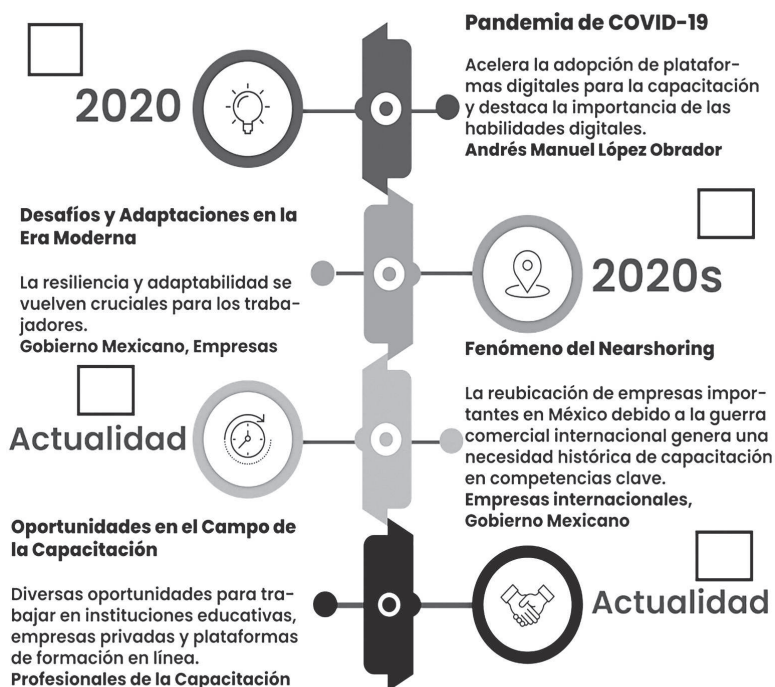 2020
Pandemia de COVID-19
Acelera la adopción de platafor-
mas digitales para la capacitación
y destaca la importancia de las
habilidades digitales.
Andrés Manuel López Obrador
Desafíos y Adaptaciones en la
Era Moderna
La resiliencia y adaptabilidad se
vuelven cruciales para los traba-
jadores.
Gobierno Mexicano, Empresas
2020s
Actualidad
Fenómeno del Nearshoring
La reubicación de empresas impor-
tantes en México debido a la guerra
comercial internacional genera una
necesidad histórica de capacitación
en competencias clave.
Empresas internacionales,
Gobierno Mexicano
Oportunidades en el Campo de
la Capacitación
Diversas oportunidades para tra-
bajar en instituciones educativas,
empresas privadas y plataformas
de formación en línea.
Profesionales de la Capacitación
Actualidad